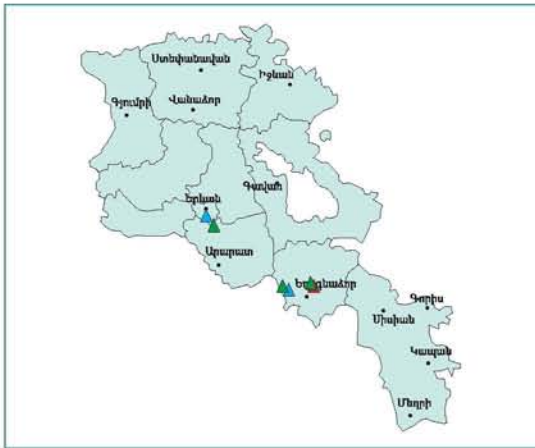 Ստեփանավան
Իջևան
Գյումրի
Վանաձոր
Գավառ
Երևան
Արարատ
Եղեգնաձոր
Գորիս
Սիսիան
Կապան
Մեղրի